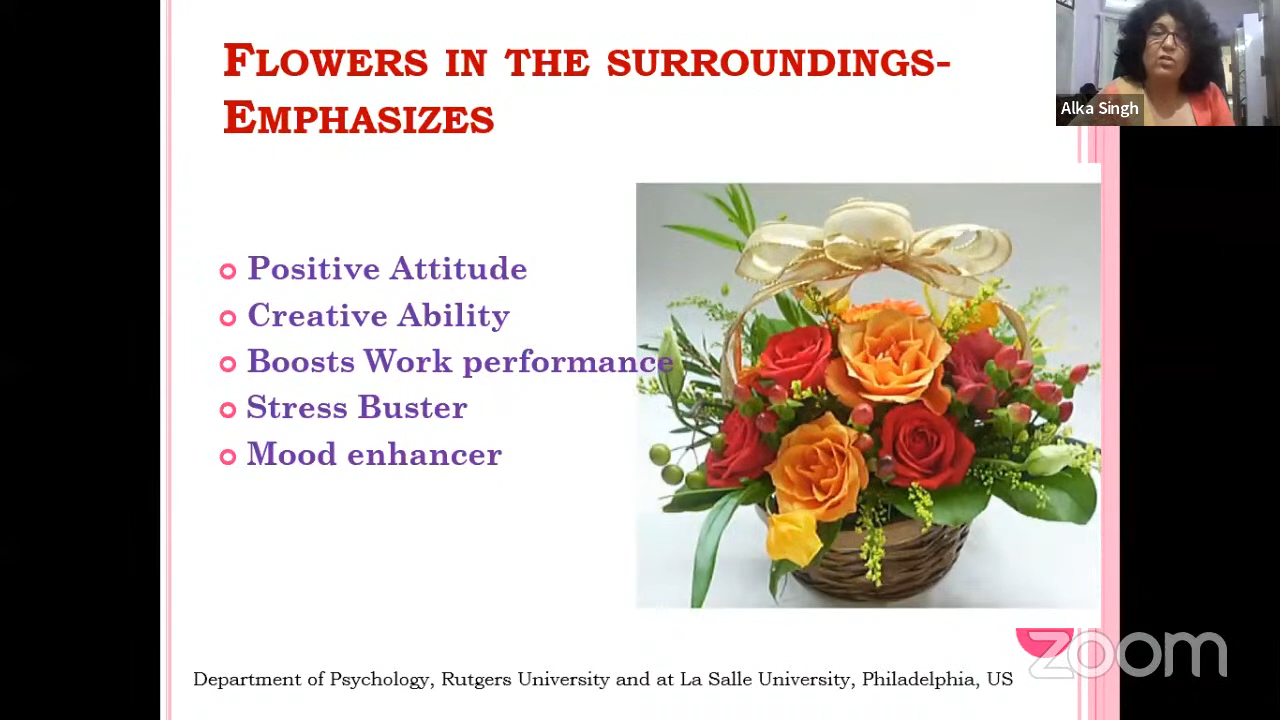 FLOWERS IN THE SURROUNDINGS-
EMPHASIZES
Alka Singh
Positive Attitude
Creative Ability
Boosts Work performance
Stress Buster
Mood enhancer
Department of Psychology, Rutgers University and at La Salle University, Philadelphia, US
zoom